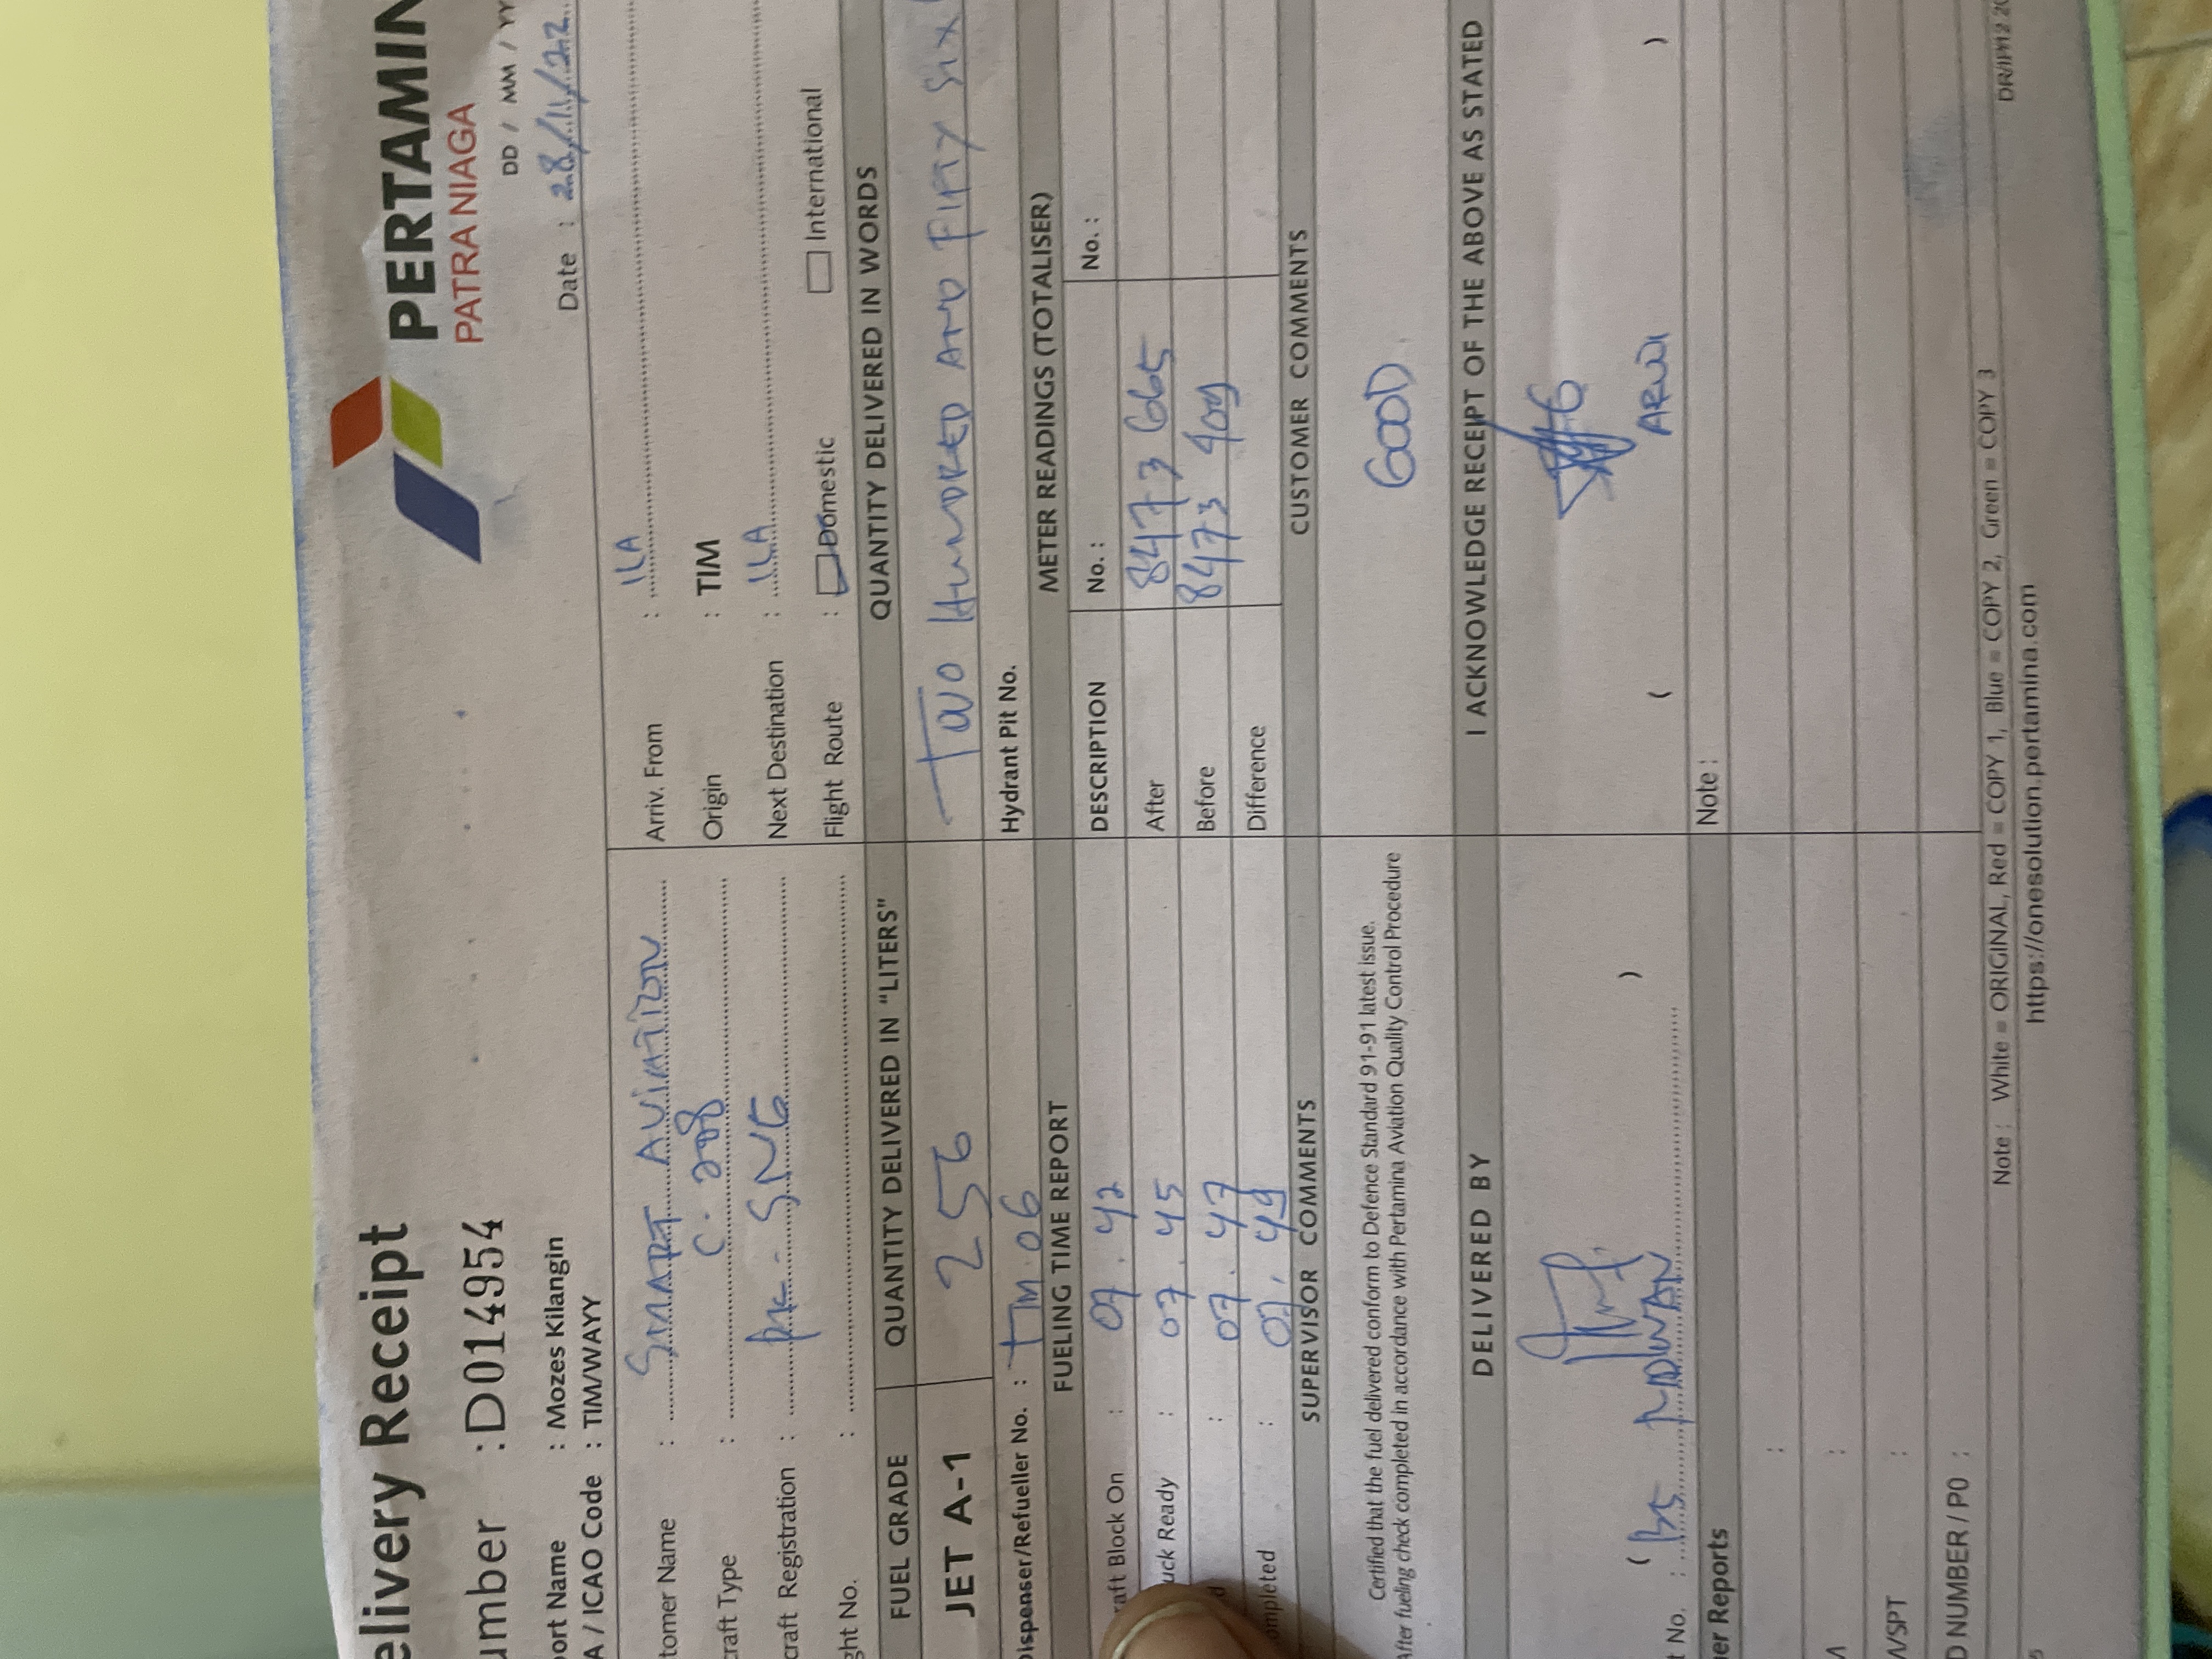 elivery Receipt
PERTAMIN
PATRA NIAGA
umber : D014954
DD / MM / YY
Date : 28/11/22
ort Name : Mozes Kilangin
A / ICAO Code : TIM/WAYY
tomer Name : SMART AVIATION
Arriv. From : ILA
craft Type : C. 208
Origin : TIM
craft Registration : PK - SNG
Next Destination : ILA
ght No. :
Flight Route : Domestic International
FUEL GRADE QUANTITY DELIVERED IN "LITERS" QUANTITY DELIVERED IN WORDS
JET A-1 256 TWO HUNDRED AND FIFTY SIX
Dispenser/Refueller No. : TM.06 Hydrant Pit No.
FUELING TIME REPORT METER READINGS (TOTALISER)
raft Block On : 07.42 DESCRIPTION No. : No. :
uck Ready : 07.45 After 8473665
d : 07.47 Before 8473409
ompleted : 07.49 Difference
SUPERVISOR COMMENTS CUSTOMER COMMENTS
Certified that the fuel delivered conform to Defence Standard 91-91 latest issue.
After fueling check completed in accordance with Pertamina Aviation Quality Control Procedure
GOOD.
DELIVERED BY I ACKNOWLEDGE RECEIPT OF THE ABOVE AS STATED
( RIDWAN )
( )
t No. :
er Reports Note :
:
:
W/SPT :
D NUMBER / PO :
Note : White = ORIGINAL, Red = COPY 1, Blue = COPY 2, Green = COPY 3
https://onesolution.pertamina.com